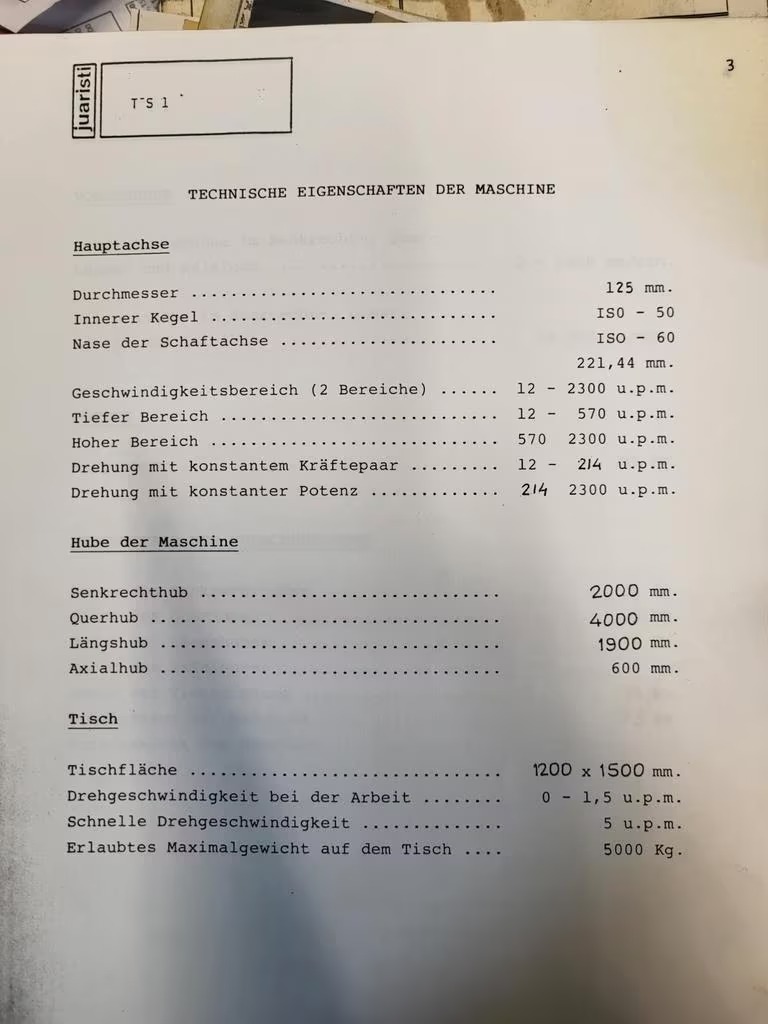 juaristi
TS 1
3
TECHNISCHE EIGENSCHAFTEN DER MASCHINE
Hauptachse
Durchmesser ............................... 125 mm.
Innerer Kegel ............................. ISO - 50
Nase der Schaftachse ...................... ISO - 60
221,44 mm.
Geschwindigkeitsbereich (2 Bereiche) ...... 12 - 2300 u.p.m.
Tiefer Bereich ............................ 12 - 570 u.p.m.
Hoher Bereich ............................. 570 2300 u.p.m.
Drehung mit konstantem Kräftepaar ......... 12 - 214 u.p.m.
Drehung mit konstanter Potenz ............. 214 2300 u.p.m.
Hube der Maschine
Senkrechthub .............................. 2000 mm.
Querhub ................................... 4000 mm.
Längshub .................................. 1900 mm.
Axialhub .................................. 600 mm.
Tisch
Tischfläche ............................... 1200 x 1500 mm.
Drehgeschwindigkeit bei der Arbeit ........ 0 - 1,5 u.p.m.
Schnelle Drehgeschwindigkeit .............. 5 u.p.m.
Erlaubtes Maximalgewicht auf dem Tisch .... 5000 Kg.